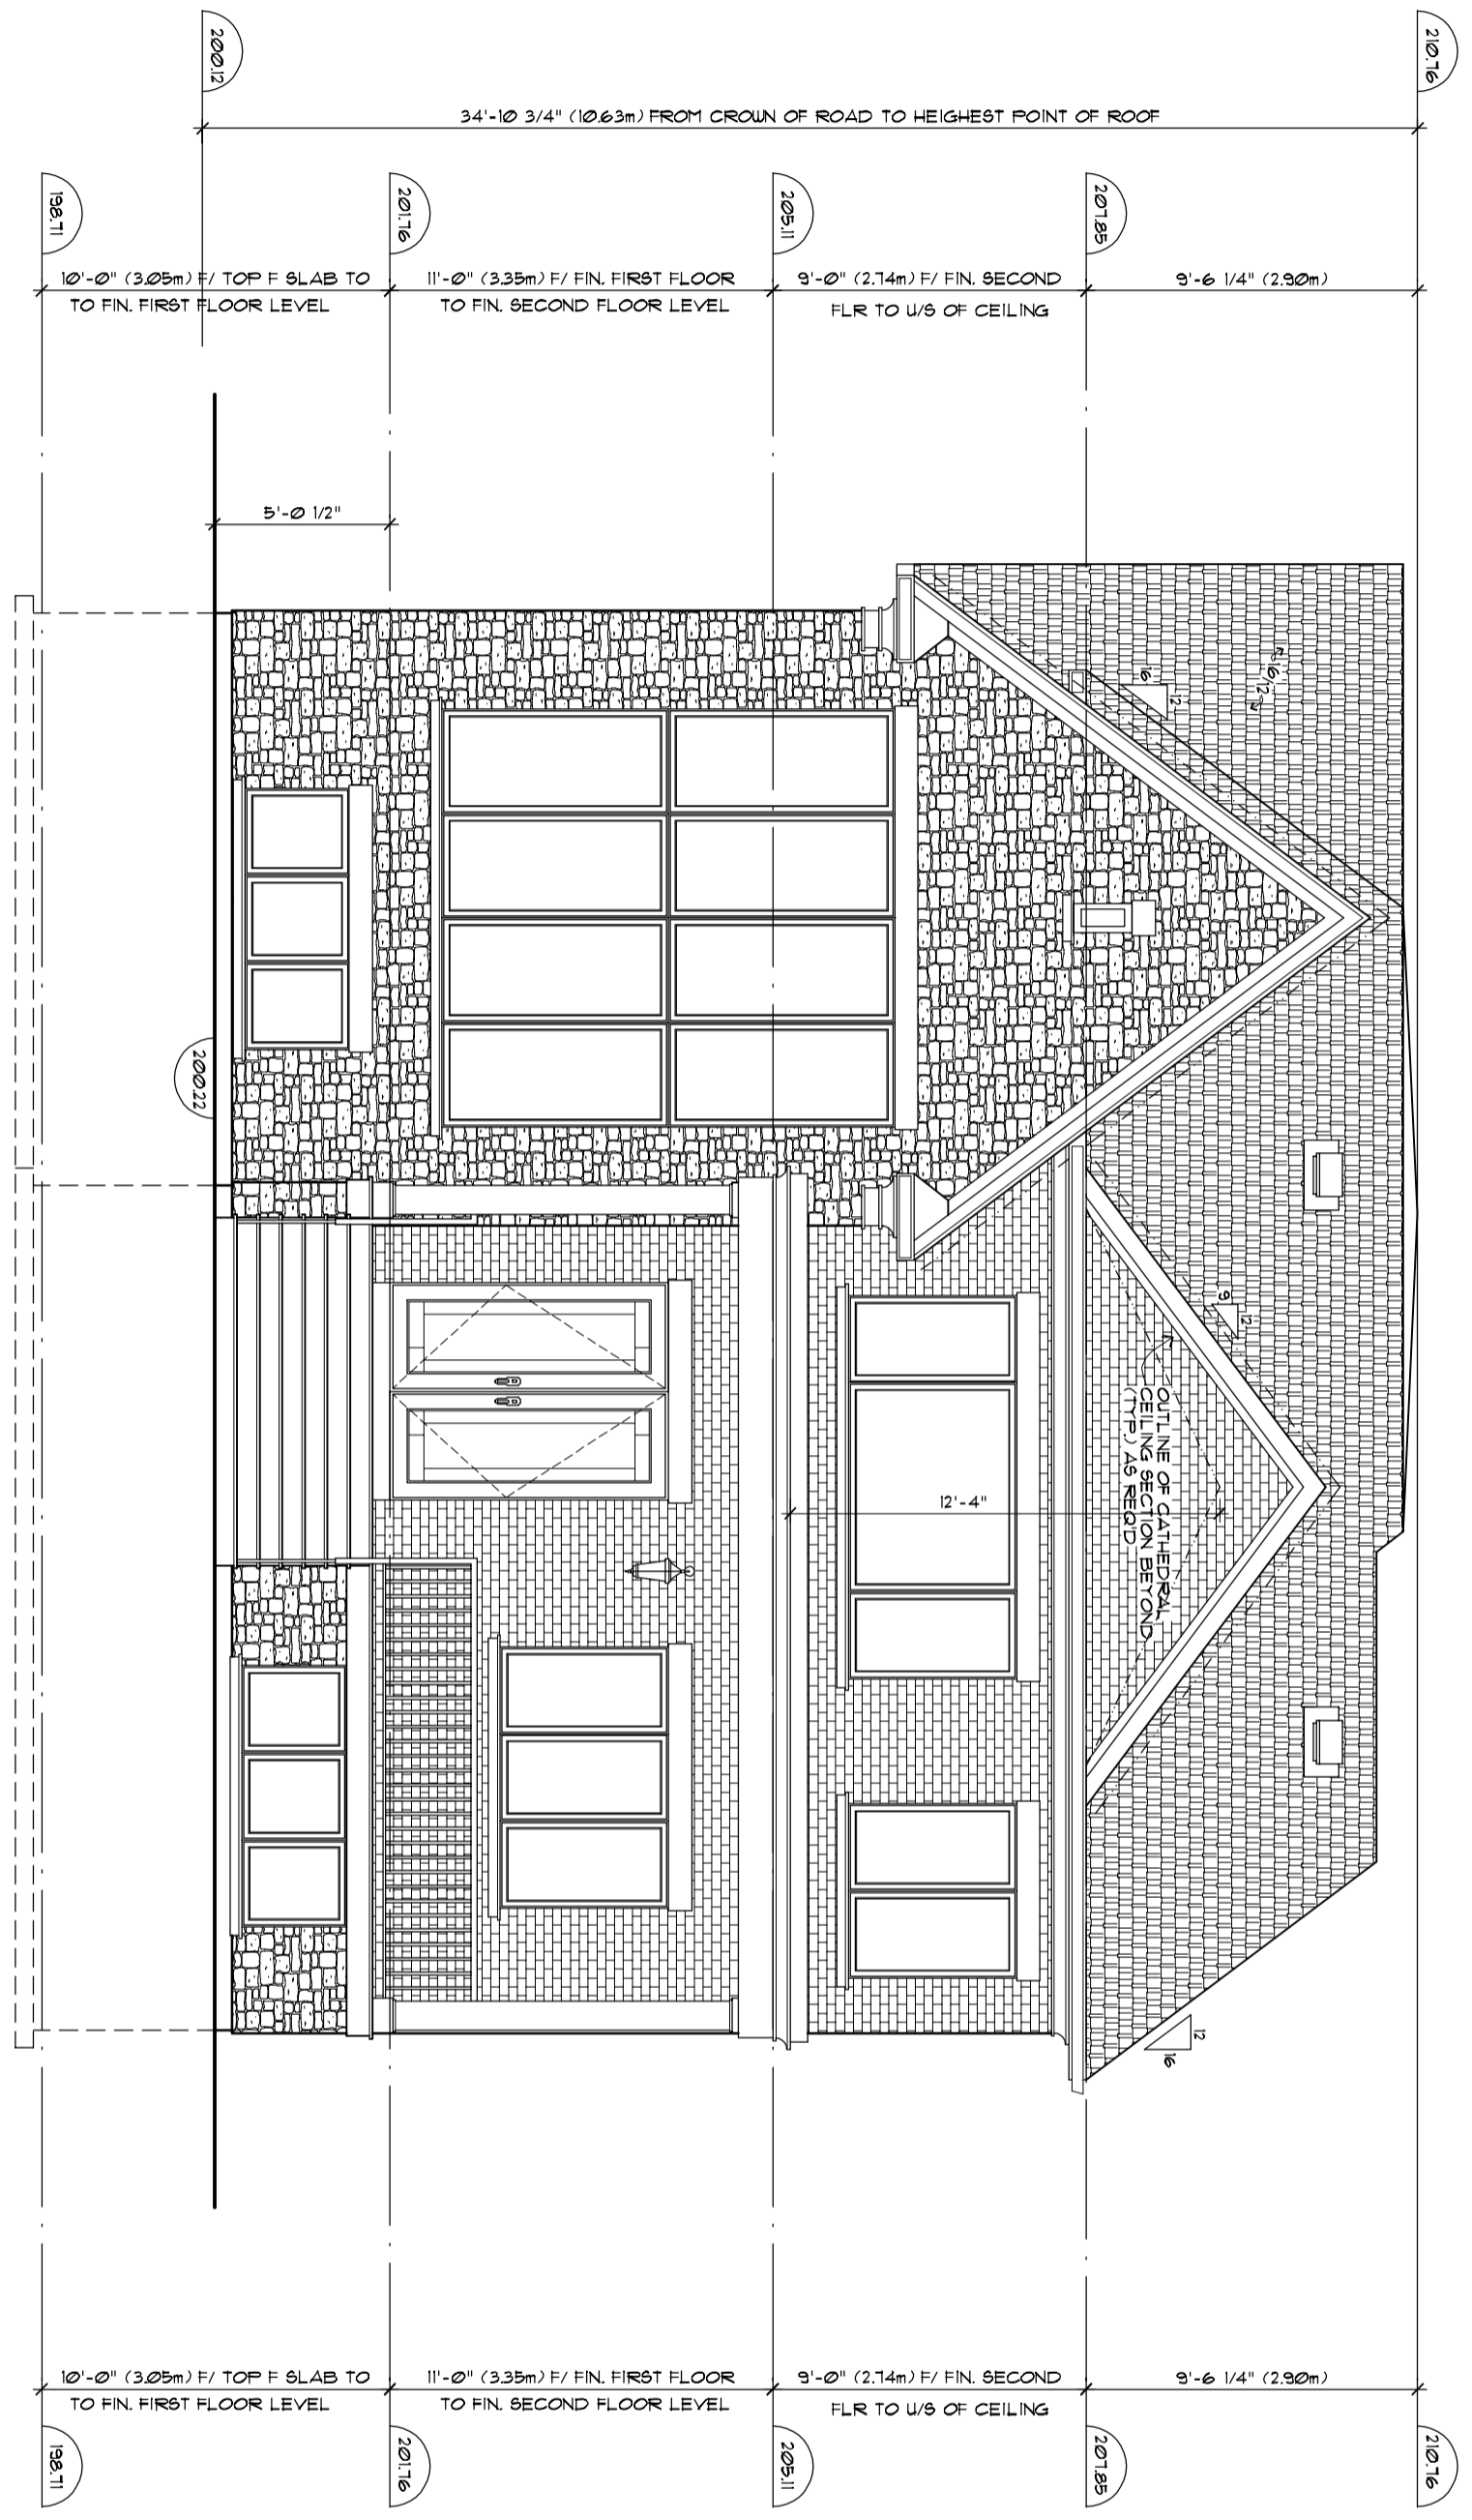 200.12
210.76
34'-10 3/4" (10.63m) FROM CROWN OF ROAD TO HEIGHEST POINT OF ROOF
198.71
201.76
205.11
207.85
10'-0" (3.05m) F/ TOP F SLAB TO
TO FIN. FIRST FLOOR LEVEL
11'-0" (3.35m) F/ FIN. FIRST FLOOR
TO FIN. SECOND FLOOR LEVEL
9'-0" (2.74m) F/ FIN. SECOND
FLR TO U/S OF CEILING
9'-6 1/4" (2.90m)
5'-0 1/2"
16/12
16
12
200.22
9
12
OUTLINE OF CATHEDRAL
CEILING SECTION BEYOND
(TYP.) AS REQ'D
12'-4"
12
16
10'-0" (3.05m) F/ TOP F SLAB TO
TO FIN. FIRST FLOOR LEVEL
11'-0" (3.35m) F/ FIN. FIRST FLOOR
TO FIN. SECOND FLOOR LEVEL
9'-0" (2.74m) F/ FIN. SECOND
FLR TO U/S OF CEILING
9'-6 1/4" (2.90m)
198.71
201.76
205.11
207.85
210.76